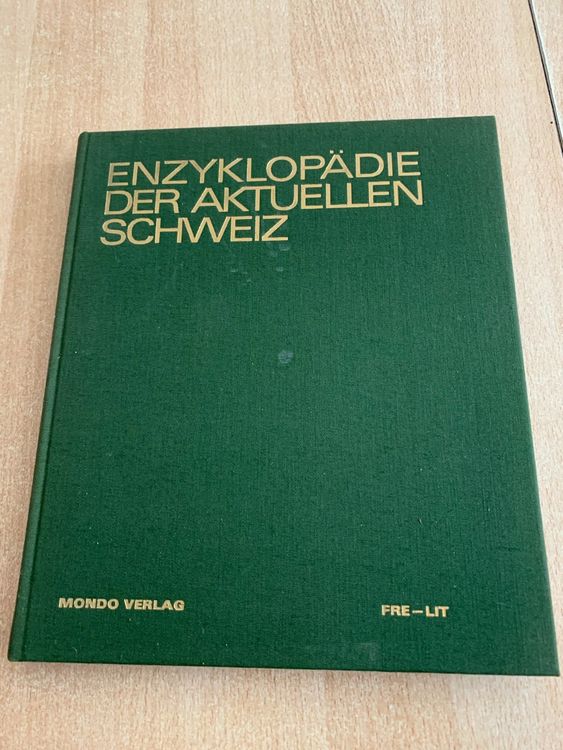 ENZYKLOPÄDIE
DER AKTUELLEN
SCHWEIZ
MONDO VERLAG
FRE–LIT